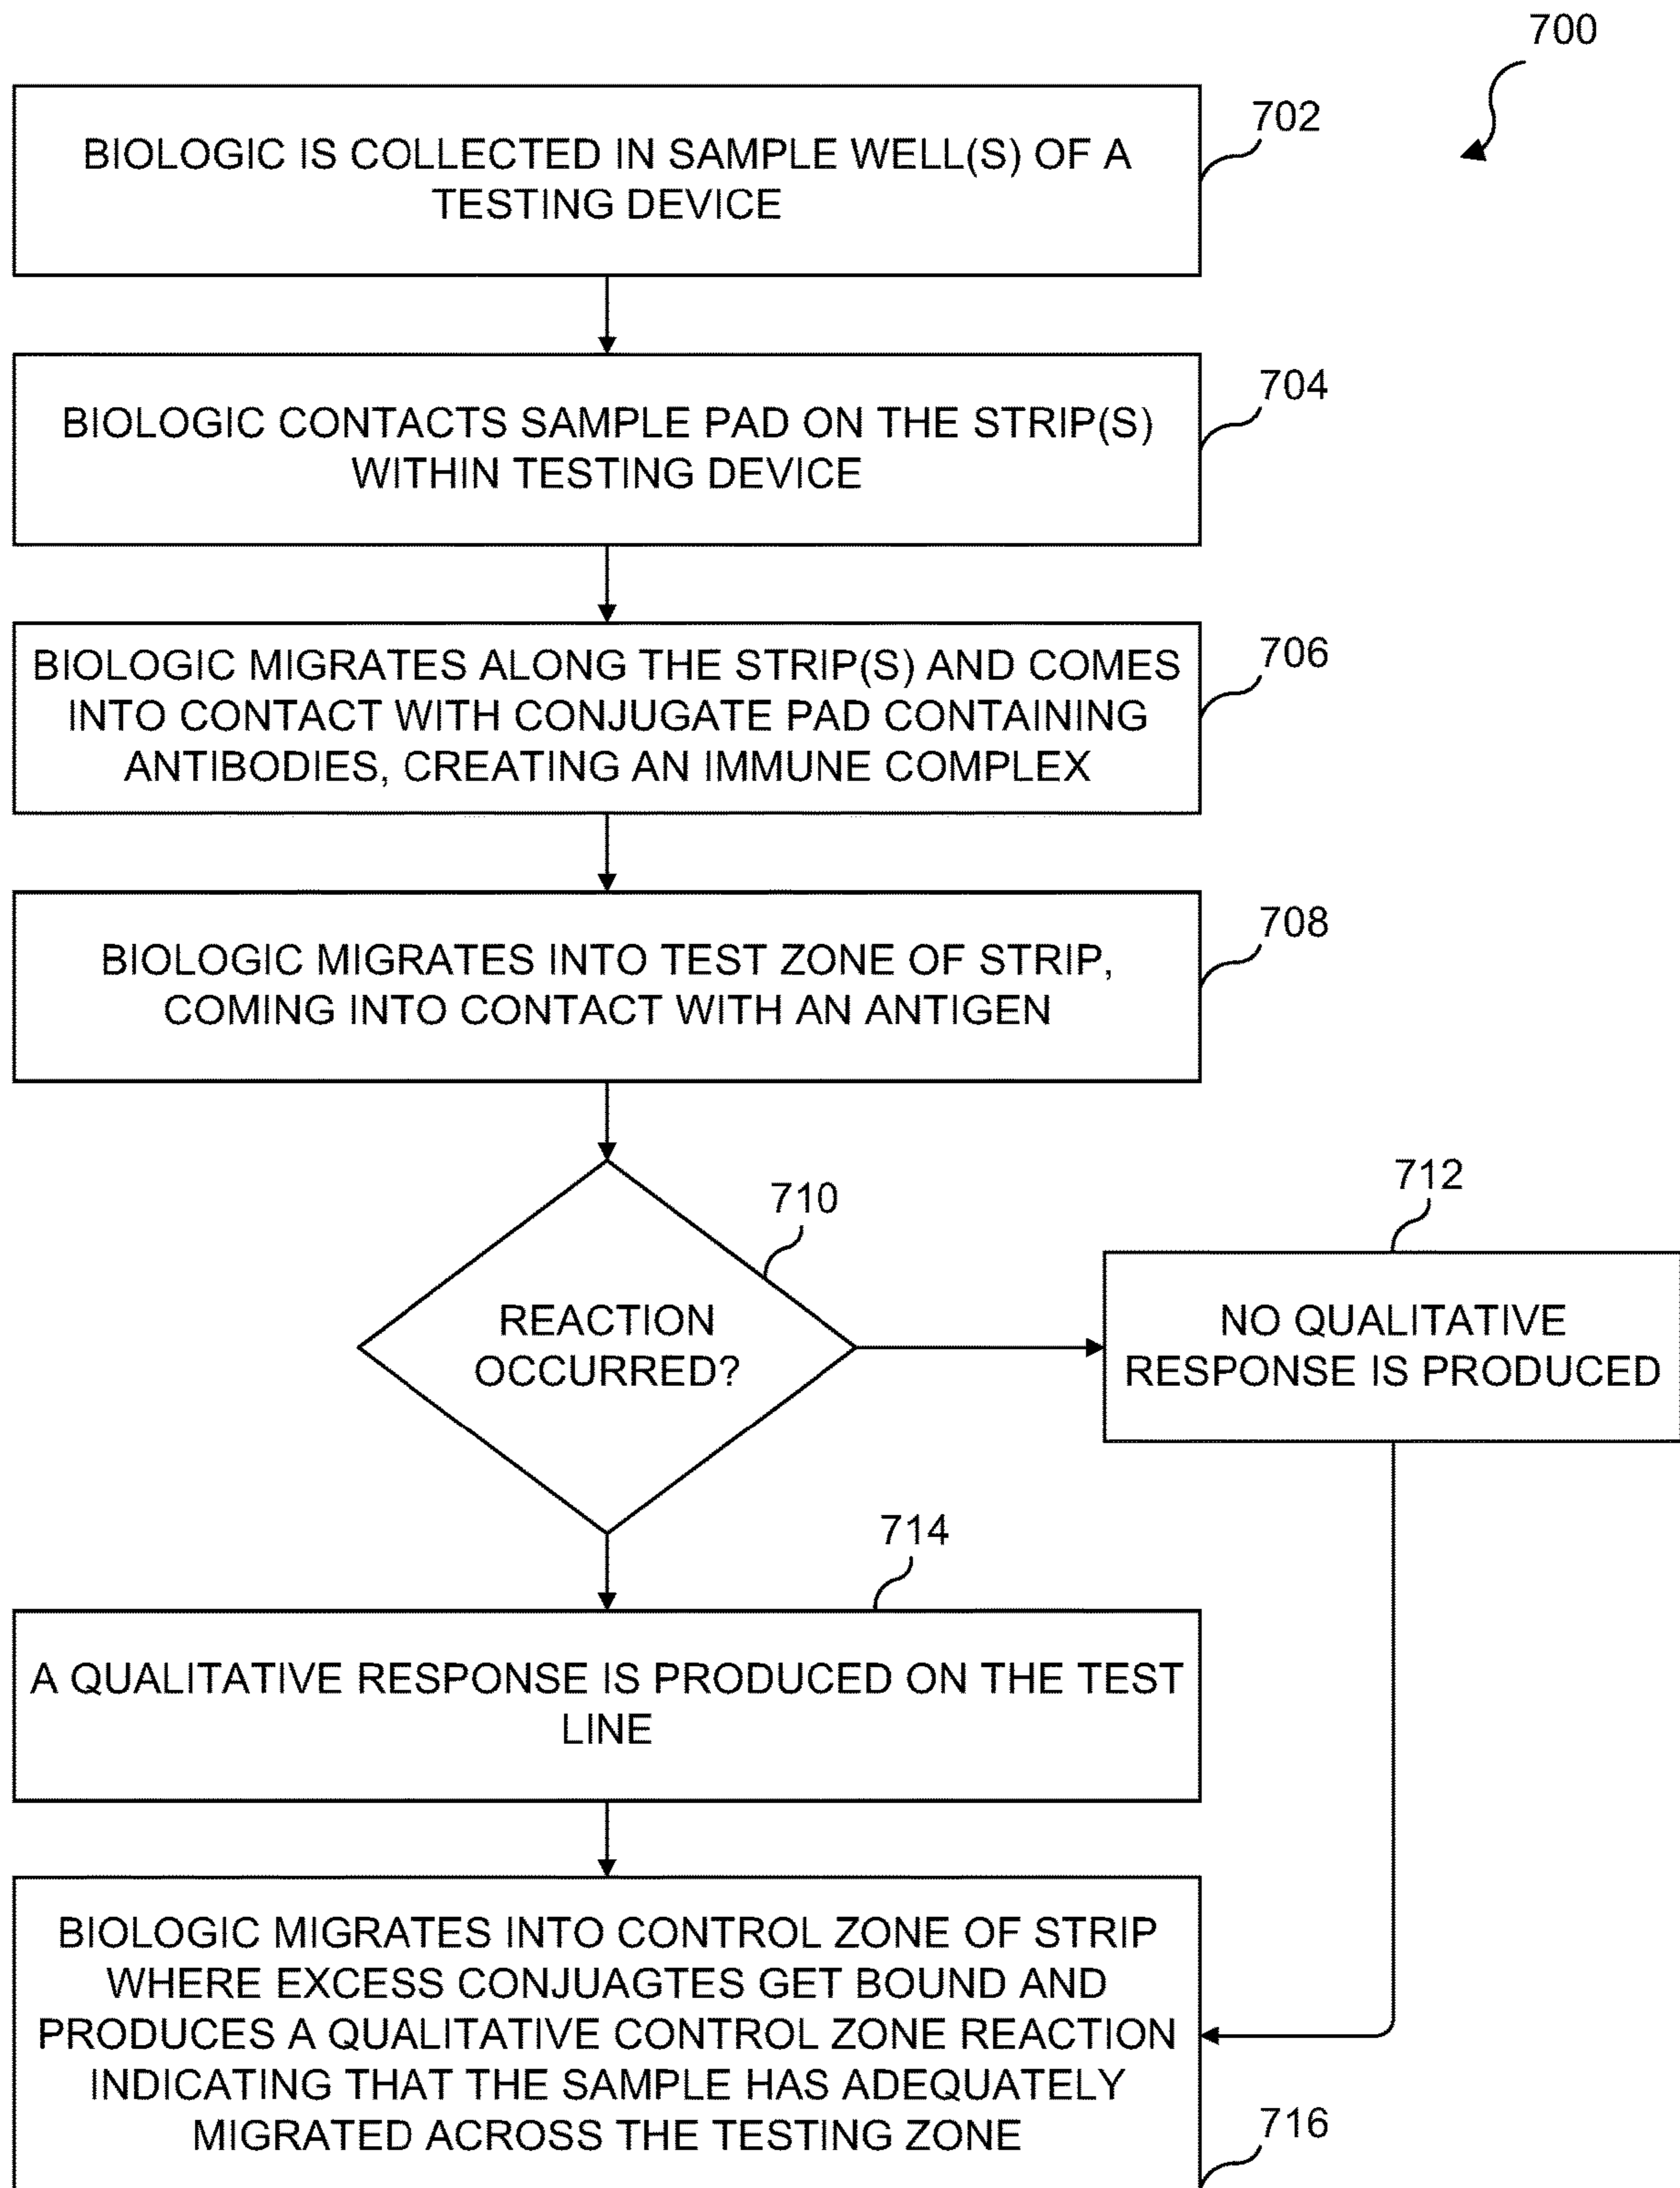 700
702
BIOLOGIC IS COLLECTED IN SAMPLE WELL(S) OF A
TESTING DEVICE
704
BIOLOGIC CONTACTS SAMPLE PAD ON THE STRIP(S)
WITHIN TESTING DEVICE
706
BIOLOGIC MIGRATES ALONG THE STRIP(S) AND COMES
INTO CONTACT WITH CONJUGATE PAD CONTAINING
ANTIBODIES, CREATING AN IMMUNE COMPLEX
708
BIOLOGIC MIGRATES INTO TEST ZONE OF STRIP,
COMING INTO CONTACT WITH AN ANTIGEN
710
REACTION
OCCURRED?
712
NO QUALITATIVE
RESPONSE IS PRODUCED
714
A QUALITATIVE RESPONSE IS PRODUCED ON THE TEST
LINE
BIOLOGIC MIGRATES INTO CONTROL ZONE OF STRIP
WHERE EXCESS CONJUAGTES GET BOUND AND
PRODUCES A QUALITATIVE CONTROL ZONE REACTION
INDICATING THAT THE SAMPLE HAS ADEQUATELY
MIGRATED ACROSS THE TESTING ZONE
716